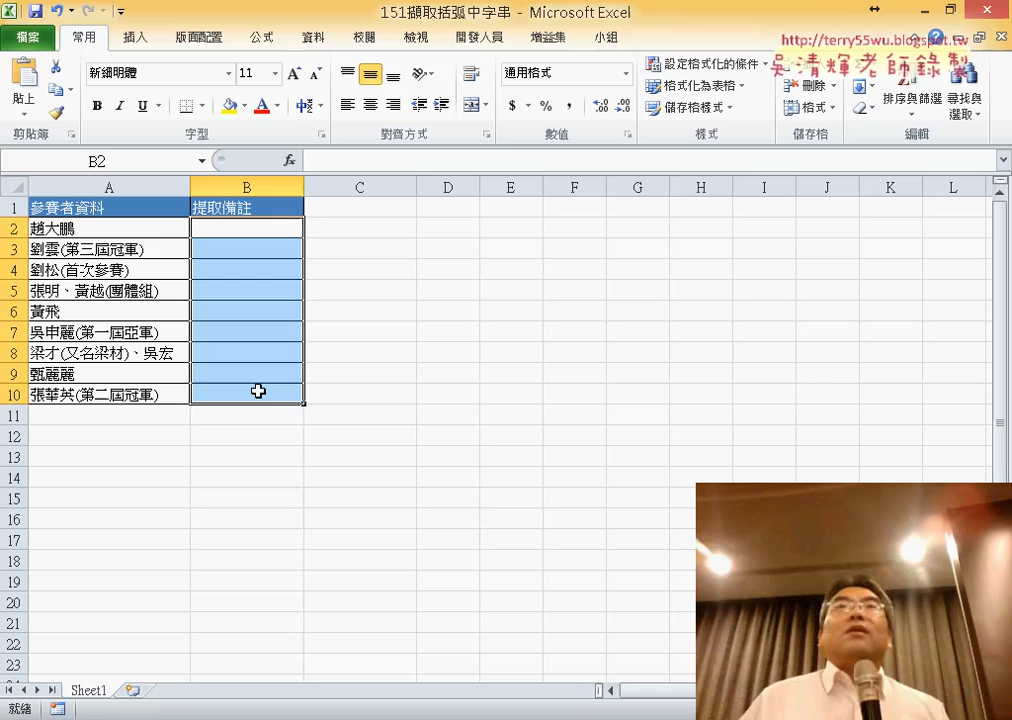 151擷取括弧中字串 - Microsoft Excel
檔案 常用 插入 版面配置 公式 資料 校閱 檢視 開發人員 增益集 小組
http://terry55wu.blogspot.tw
吳清輝老師錄製
貼上 新細明體 11 通用格式 設定格式化的條件 格式化為表格 儲存格樣式 刪除 格式 排序與篩選 尋找與選取
B I U $ % ,
剪貼簿 字型 對齊方式 數值 樣式 儲存格 編輯
B2 fx
A B C D E F G H I J K L
1 參賽者資料 提取備註
2 趙大鵬
3 劉雲(第三屆冠軍)
4 劉松(首次參賽)
5 張明、黃越(團體組)
6 黃飛
7 吳申麗(第一屆亞軍)
8 梁才(又名梁材)、吳宏
9 甄麗麗
10 張華英(第二屆冠軍)
11
12
13
14
15
16
17
18
19
20
21
22
23
Sheet1
就緒